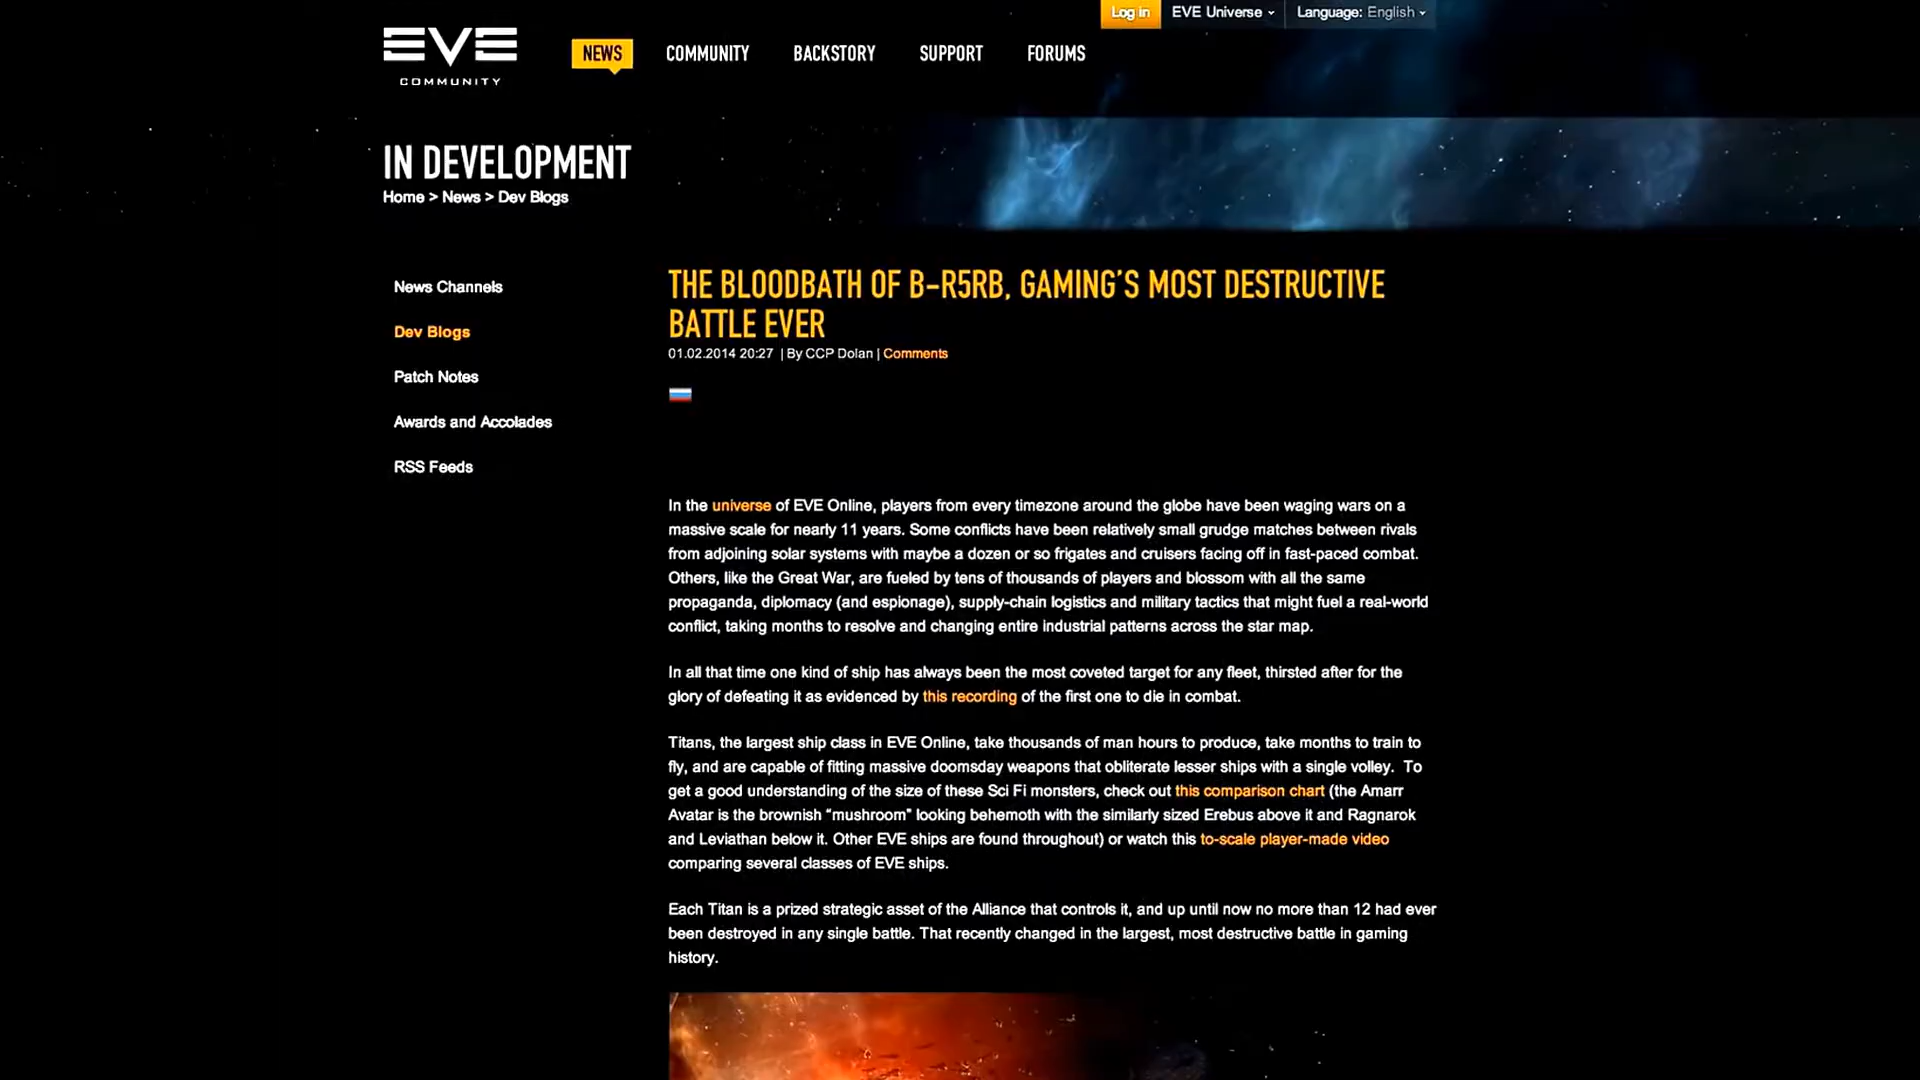 Log in EVE Universe Language: English
EVE
COMMUNITY
NEWS COMMUNITY BACKSTORY SUPPORT FORUMS
IN DEVELOPMENT
Home > News > Dev Blogs
News Channels
Dev Blogs
Patch Notes
Awards and Accolades
RSS Feeds
THE BLOODBATH OF B-R5RB, GAMING'S MOST DESTRUCTIVE
BATTLE EVER
01.02.2014 20:27 | By CCP Dolan | Comments
In the universe of EVE Online, players from every timezone around the globe have been waging wars on a
massive scale for nearly 11 years. Some conflicts have been relatively small grudge matches between rivals
from adjoining solar systems with maybe a dozen or so frigates and cruisers facing off in fast-paced combat.
Others, like the Great War, are fueled by tens of thousands of players and blossom with all the same
propaganda, diplomacy (and espionage), supply-chain logistics and military tactics that might fuel a real-world
conflict, taking months to resolve and changing entire industrial patterns across the star map.
In all that time one kind of ship has always been the most coveted target for any fleet, thirsted after for the
glory of defeating it as evidenced by this recording of the first one to die in combat.
Titans, the largest ship class in EVE Online, take thousands of man hours to produce, take months to train to
fly, and are capable of fitting massive doomsday weapons that obliterate lesser ships with a single volley. To
get a good understanding of the size of these Sci Fi monsters, check out this comparison chart (the Amarr
Avatar is the brownish “mushroom” looking behemoth with the similarly sized Erebus above it and Ragnarok
and Leviathan below it. Other EVE ships are found throughout) or watch this to-scale player-made video
comparing several classes of EVE ships.
Each Titan is a prized strategic asset of the Alliance that controls it, and up until now no more than 12 had ever
been destroyed in any single battle. That recently changed in the largest, most destructive battle in gaming
history.